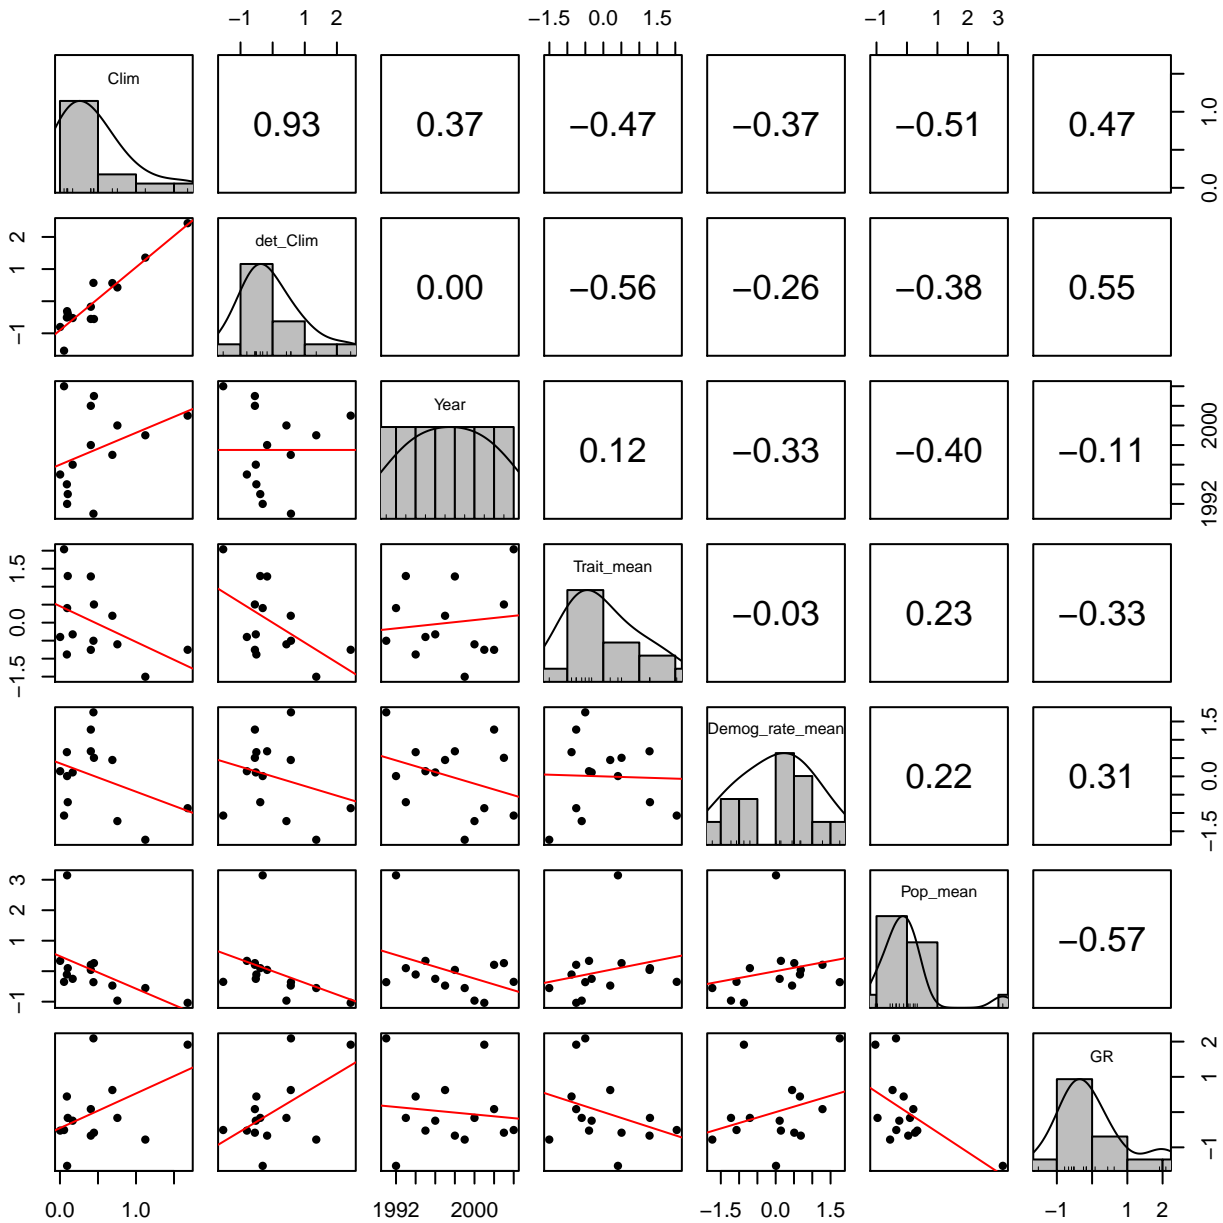 −1 1 2 −1.5 0.0 1.5 −1 1 3
Clim 0.93 0.37 −0.47 −0.37 −0.51 0.47 0.0 1.0
−1 1 2 det_Clim 0.00 −0.56 −0.26 −0.38 0.55
Year 0.12 −0.33 −0.40 −0.11 1992 2000
−1.5 0.0 1.5 Trait_mean −0.03 0.23 −0.33
Demog_rate_mean 0.22 0.31 −1.5 0.0 1.5
−1 1 2 3 Pop_mean −0.57
GR −1 1 2
0.0 1.0 1992 2000 −1.5 0.0 1.5 −1 1 2